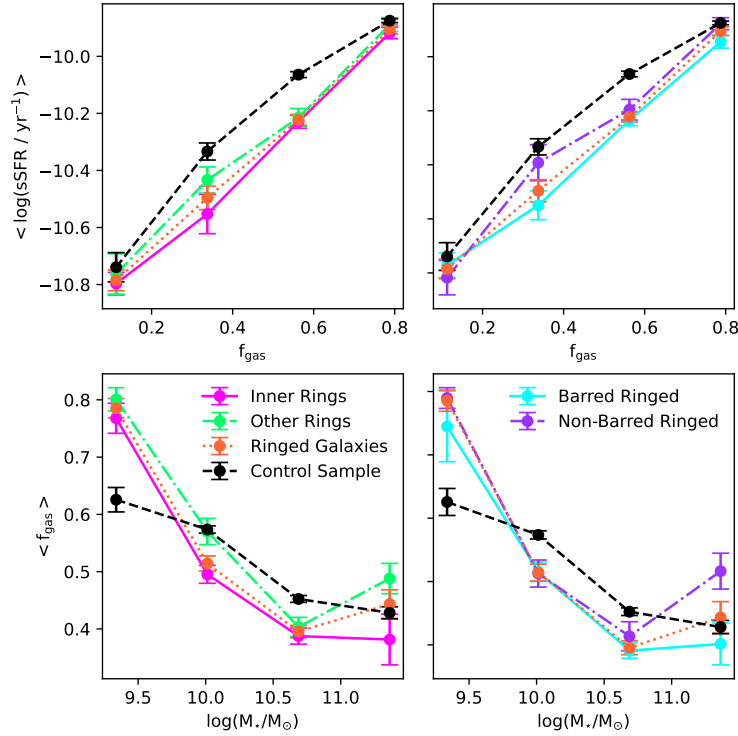 −10.0
−10.2
−10.4
−10.6
−10.8
< log(sSFR / yr⁻¹) >
0.2 0.4 0.6 0.8
f_gas
0.2 0.4 0.6 0.8
f_gas
0.8
0.7
0.6
0.5
0.4
< f_gas >
Inner Rings
Other Rings
Ringed Galaxies
Control Sample
9.5 10.0 10.5 11.0
log(M⋆/M⊙)
Barred Ringed
Non-Barred Ringed
9.5 10.0 10.5 11.0
log(M⋆/M⊙)